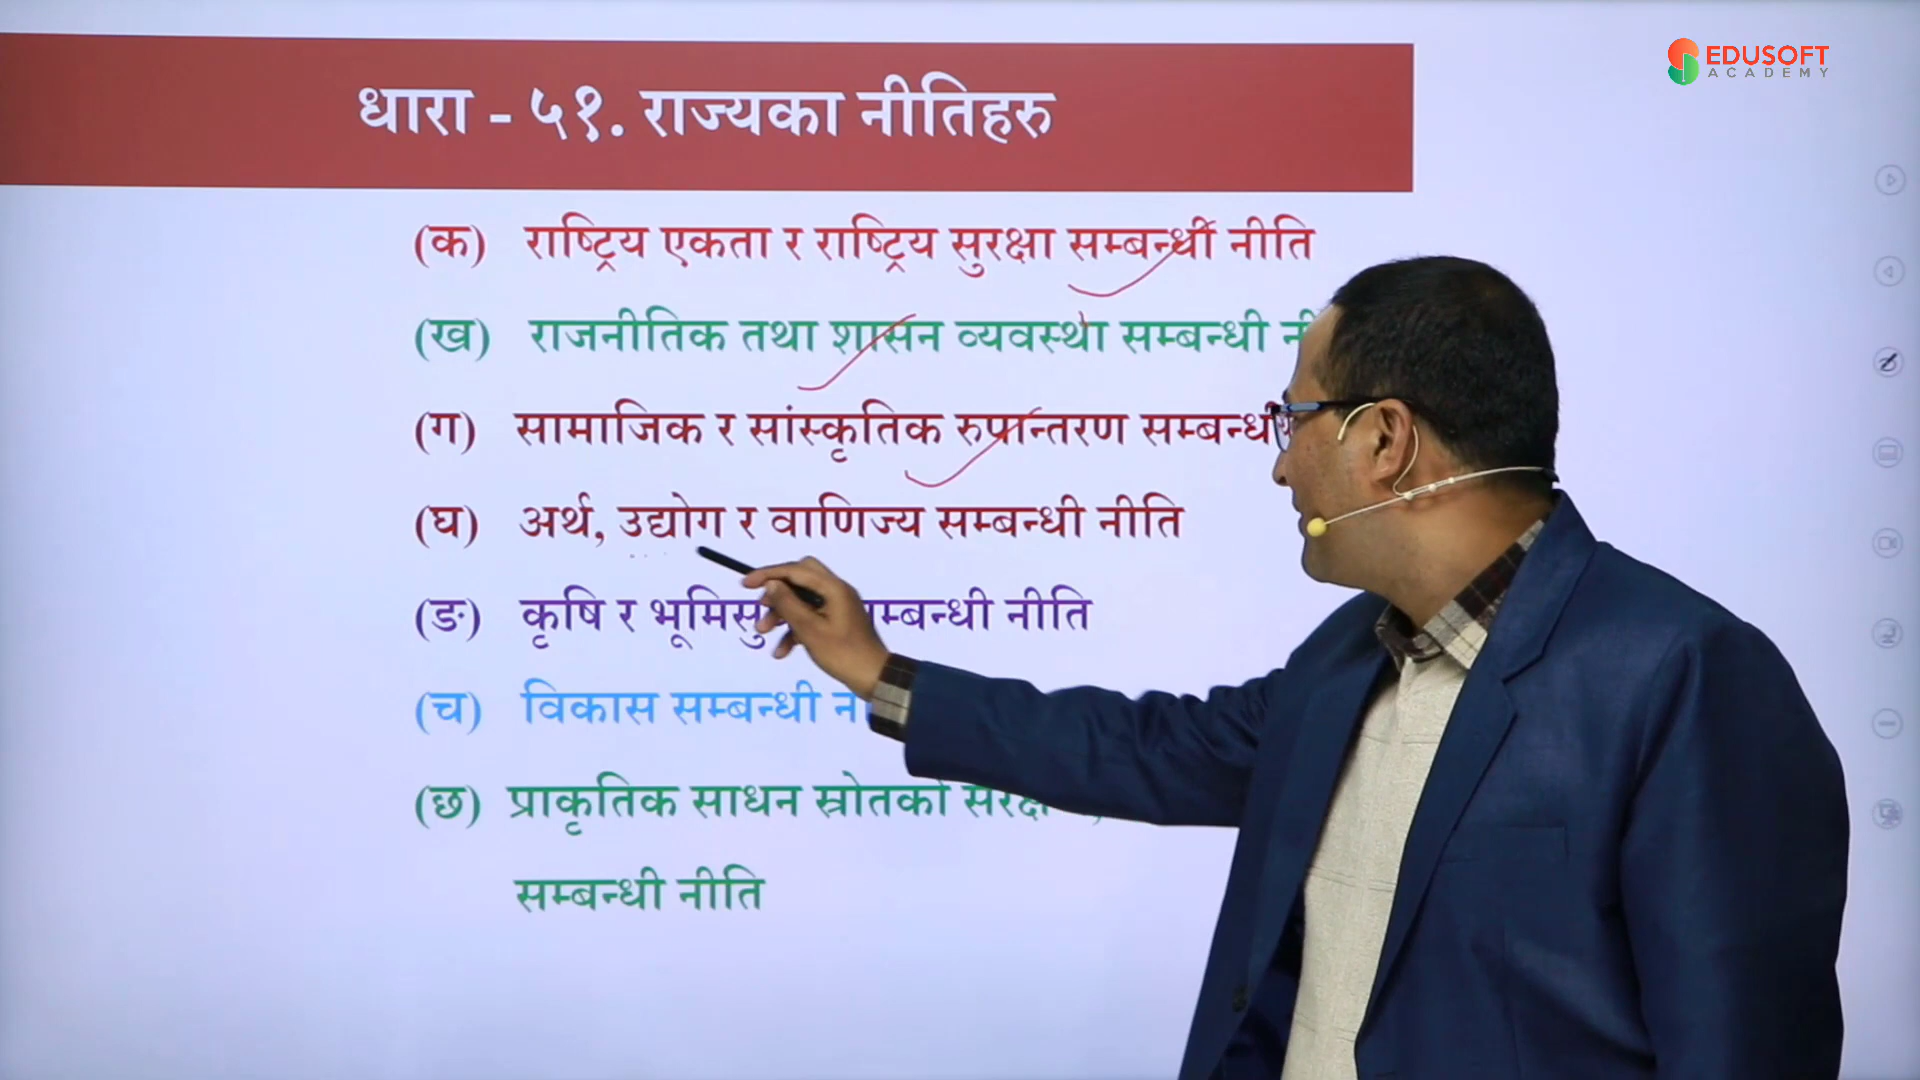 EDUSOFT
ACADEMY
धारा - ५१. राज्यका नीतिहरु
(क) राष्ट्रिय एकता र राष्ट्रिय सुरक्षा सम्बन्धी नीति
(ख) राजनीतिक तथा शासन व्यवस्था सम्बन्धी
(ग) सामाजिक र सांस्कृतिक रुपान्तरण सम्बन्धी
(घ) अर्थ, उद्योग र वाणिज्य सम्बन्धी नीति
(ङ) कृषि र नीति
(च) विकास सम्बन्धी
(छ) प्राकृतिक साधन स्रोतको
सम्बन्धी नीति